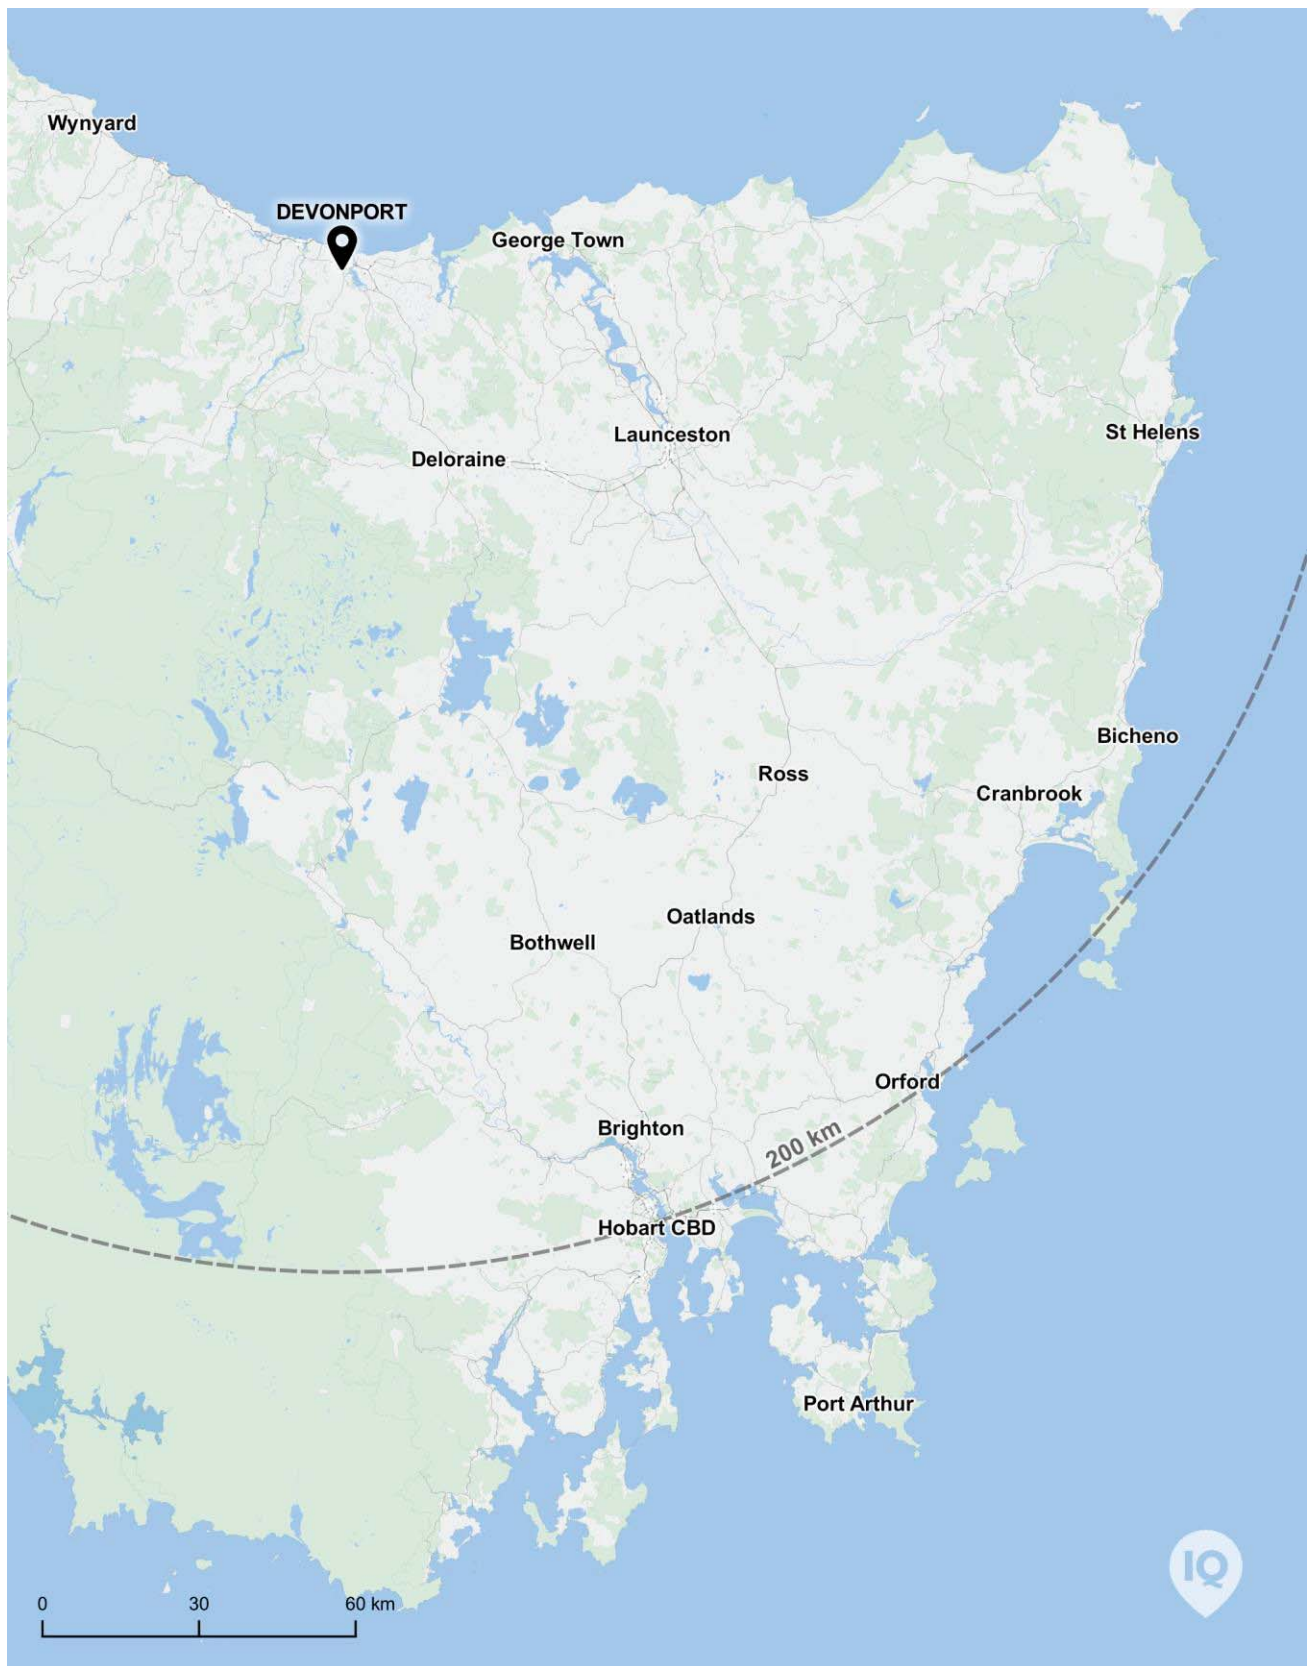 Wynyard
DEVONPORT
George Town
St Helens
Launceston
Deloraine
Bicheno
Ross
Cranbrook
Oatlands
Bothwell
Orford
Brighton
200 km
Hobart CBD
Port Arthur
IQ
0 30 60 km